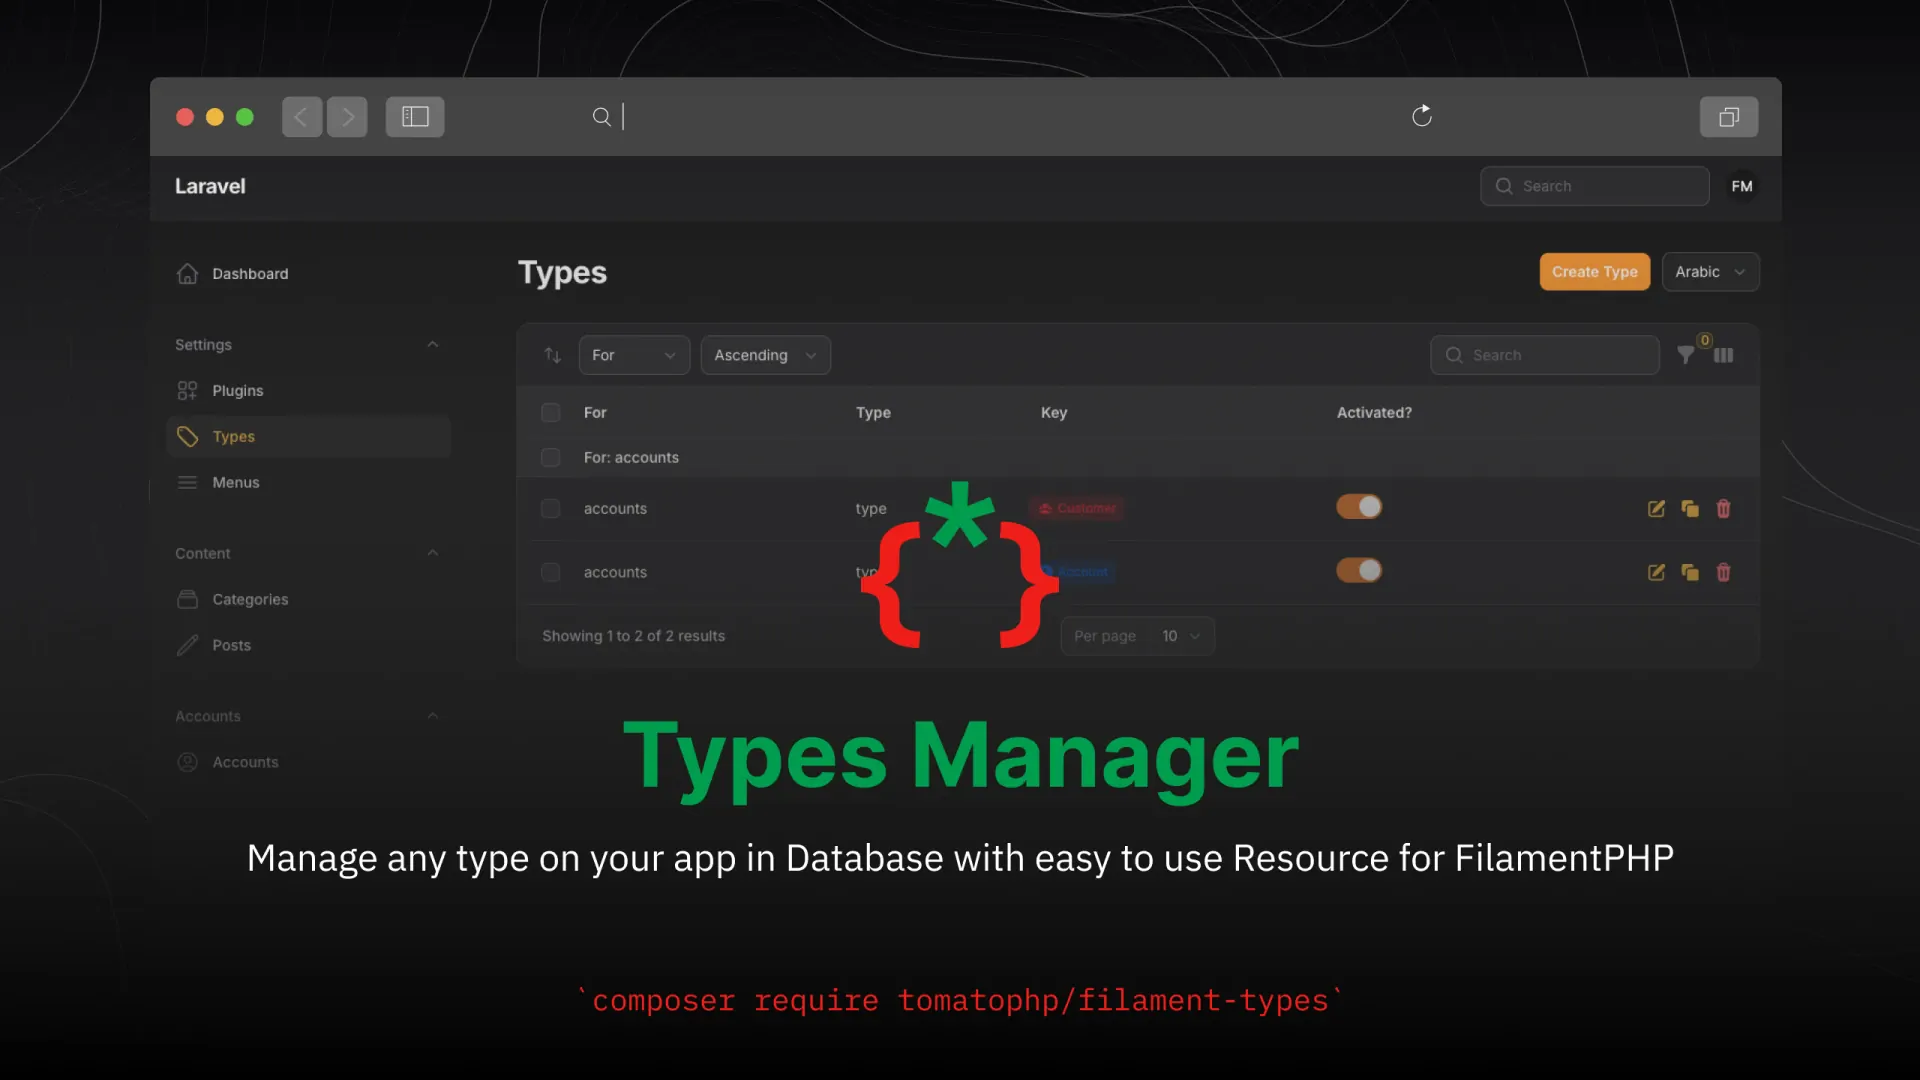 Laravel
Search
FM
Dashboard
Types
Create Type
Arabic
Settings
For
Ascending
Search
0
Plugins
For
Type
Key
Activated?
Types
For: accounts
Menus
accounts
type
Customer
Content
accounts
Account
Categories
Showing 1 to 2 of 2 results
Per page
10
Posts
Accounts
Accounts
{*}
Types Manager
Manage any type on your app in Database with easy to use Resource for FilamentPHP
`composer require tomatophp/filament-types`